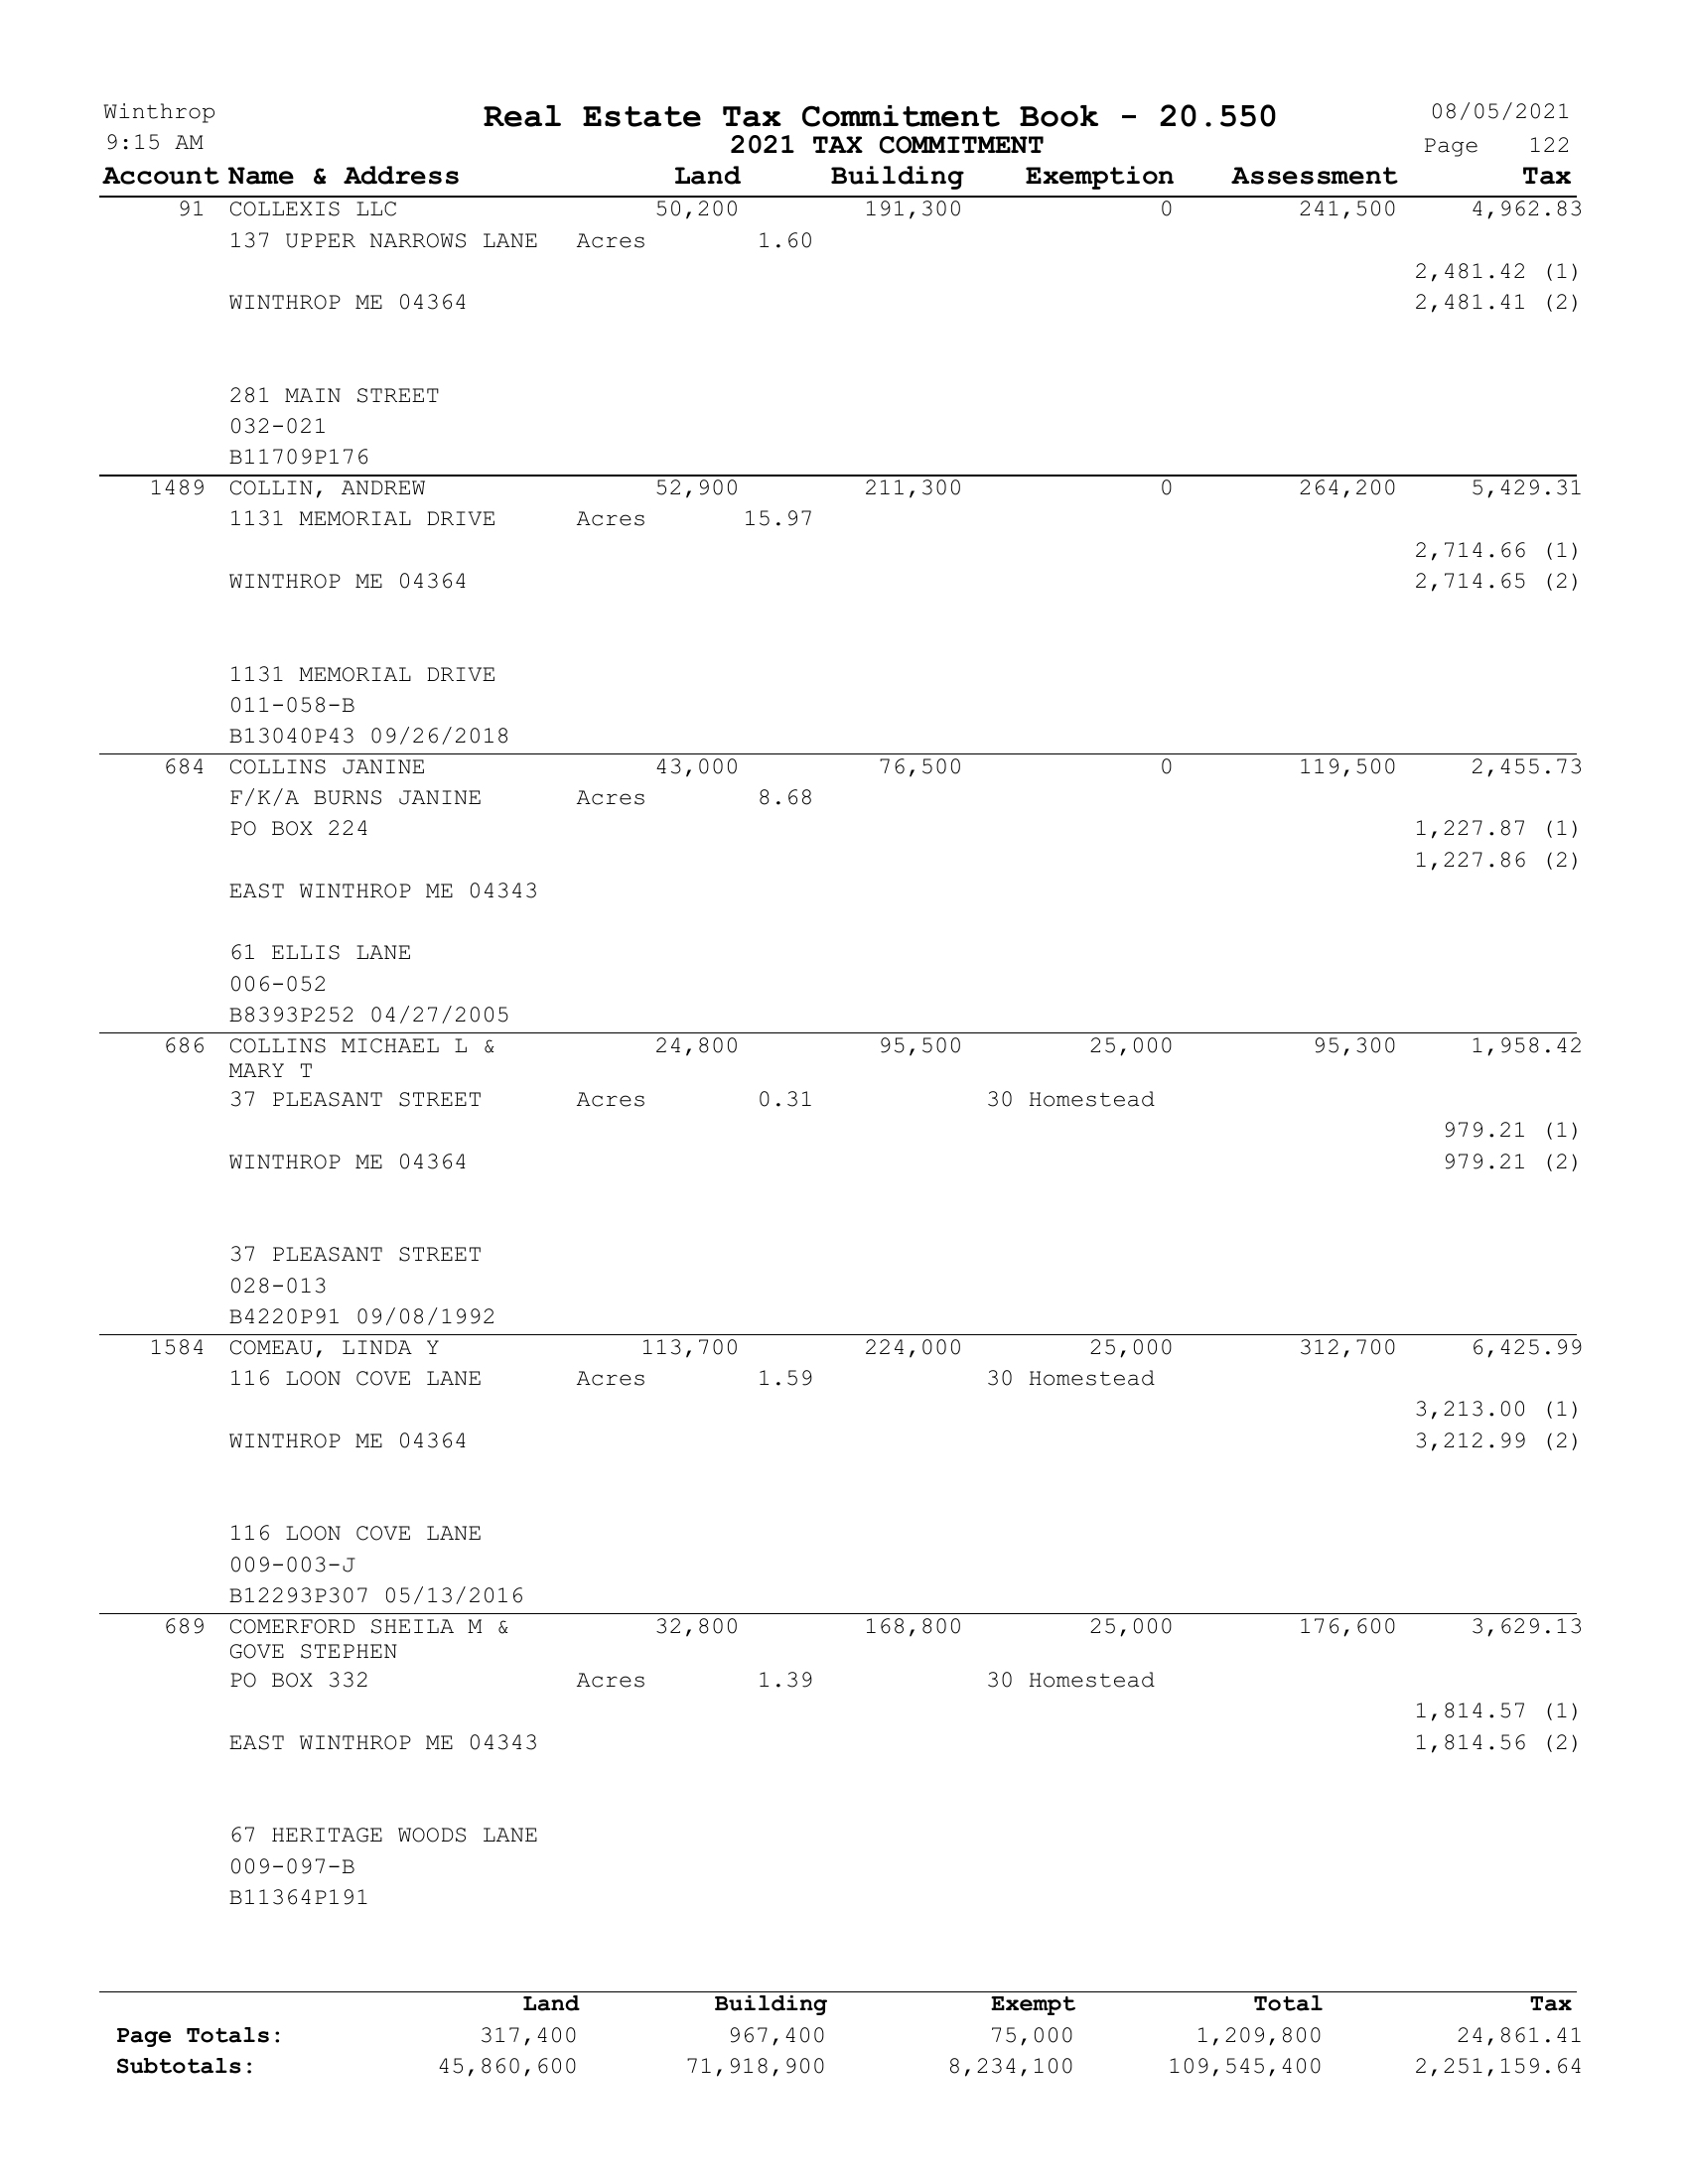 Winthrop Real Estate Tax Commitment Book - 20.550 08/05/2021
9:15 AM 2021 TAX COMMITMENT Page 122
Account Name & Address Land Building Exemption Assessment Tax
91 COLLEXIS LLC 50,200 191,300 0 241,500 4,962.83
137 UPPER NARROWS LANE Acres 1.60
2,481.42 (1)
WINTHROP ME 04364 2,481.41 (2)
281 MAIN STREET
032-021
B11709P176
1489 COLLIN, ANDREW 52,900 211,300 0 264,200 5,429.31
1131 MEMORIAL DRIVE Acres 15.97
2,714.66 (1)
WINTHROP ME 04364 2,714.65 (2)
1131 MEMORIAL DRIVE
011-058-B
B13040P43 09/26/2018
684 COLLINS JANINE 43,000 76,500 0 119,500 2,455.73
F/K/A BURNS JANINE Acres 8.68
PO BOX 224 1,227.87 (1)
1,227.86 (2)
EAST WINTHROP ME 04343
61 ELLIS LANE
006-052
B8393P252 04/27/2005
686 COLLINS MICHAEL L & 24,800 95,500 25,000 95,300 1,958.42
MARY T
37 PLEASANT STREET Acres 0.31 30 Homestead
979.21 (1)
WINTHROP ME 04364 979.21 (2)
37 PLEASANT STREET
028-013
B4220P91 09/08/1992
1584 COMEAU, LINDA Y 113,700 224,000 25,000 312,700 6,425.99
116 LOON COVE LANE Acres 1.59 30 Homestead
3,213.00 (1)
WINTHROP ME 04364 3,212.99 (2)
116 LOON COVE LANE
009-003-J
B12293P307 05/13/2016
689 COMERFORD SHEILA M & 32,800 168,800 25,000 176,600 3,629.13
GOVE STEPHEN
PO BOX 332 Acres 1.39 30 Homestead
1,814.57 (1)
EAST WINTHROP ME 04343 1,814.56 (2)
67 HERITAGE WOODS LANE
009-097-B
B11364P191
Land Building Exempt Total Tax
Page Totals: 317,400 967,400 75,000 1,209,800 24,861.41
Subtotals: 45,860,600 71,918,900 8,234,100 109,545,400 2,251,159.64